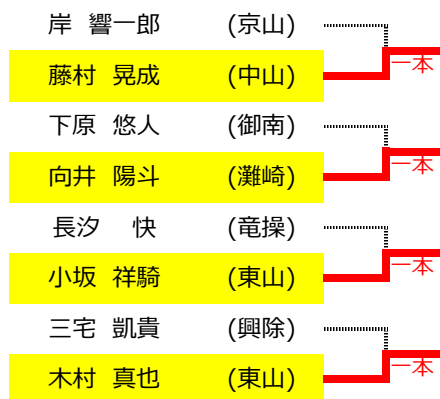 岸 響一郎 (京山)
一本
藤村 晃成 (中山)
下原 悠人 (御南)
一本
向井 陽斗 (灘崎)
長汐 快 (竜操)
一本
小坂 祥騎 (東山)
三宅 凱貴 (興除)
一本
木村 真也 (東山)